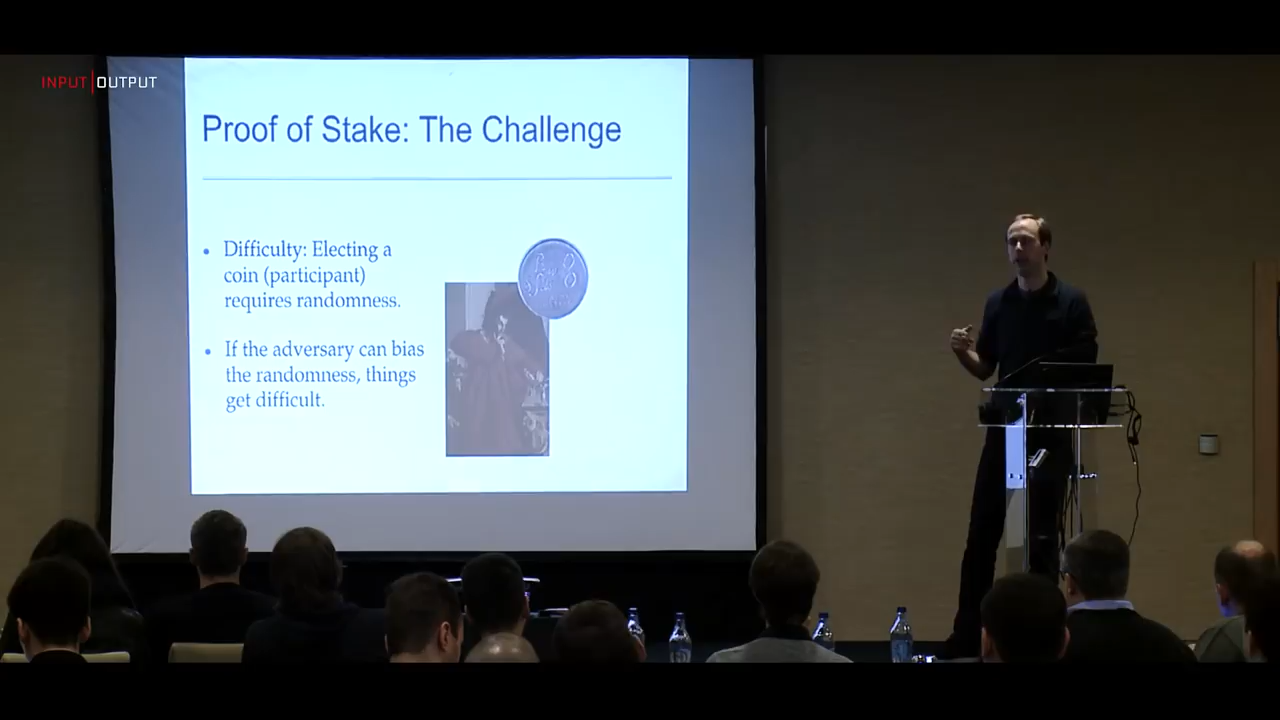 INPUT|OUTPUT
Proof of Stake: The Challenge
• Difficulty: Electing a
coin (participant)
requires randomness.
• If the adversary can bias
the randomness, things
get difficult.